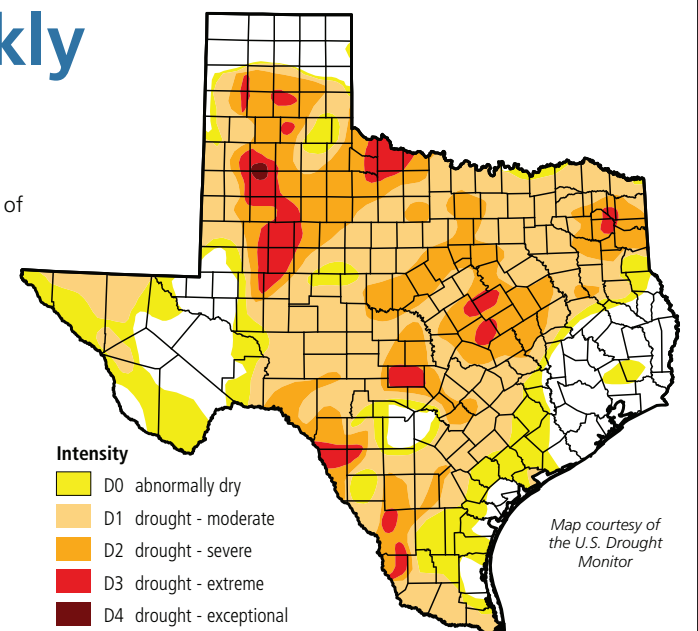 kly
of
Intensity
D0 abnormally dry
D1 drought - moderate
D2 drought - severe
D3 drought - extreme
D4 drought - exceptional
Map courtesy of
the U.S. Drought
Monitor